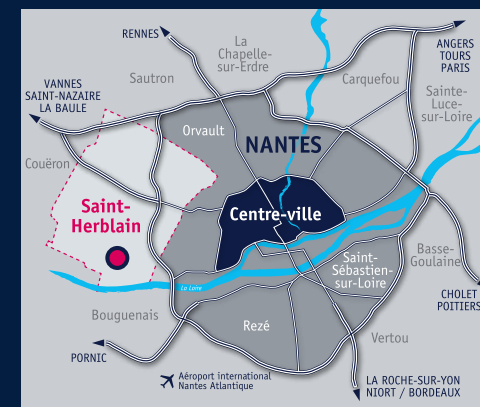 RENNES
La
Chapelle-
sur-Erdre
ANGERS
TOURS
PARIS
VANNES
SAINT-NAZAIRE
LA BAULE
Sautron
Carquefou
Sainte-
Luce-
sur-Loire
Orvault
NANTES
Couëron
Saint-
Herblain
Centre-ville
Basse-
Goulaine
Saint-
Sébastien-
sur-Loire
La Loire
CHOLET
POITIERS
Bouguenais
Rezé
Vertou
PORNIC
Aéroport international
Nantes Atlantique
LA ROCHE-SUR-YON
NIORT / BORDEAUX